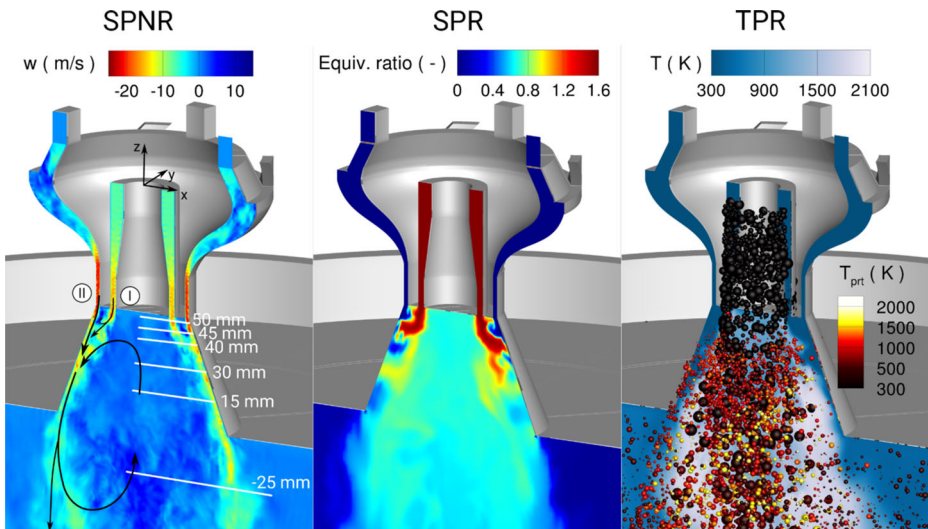 SPNR
SPR
TPR
w ( m/s )
-20 -10 0 10
Equiv. ratio ( - )
0 0.4 0.8 1.2 1.6
T ( K )
300 900 1500 2100
z
y
x
II
I
50 mm
45 mm
40 mm
30 mm
15 mm
-25 mm
Tprt ( K )
2000
1500
1000
500
300